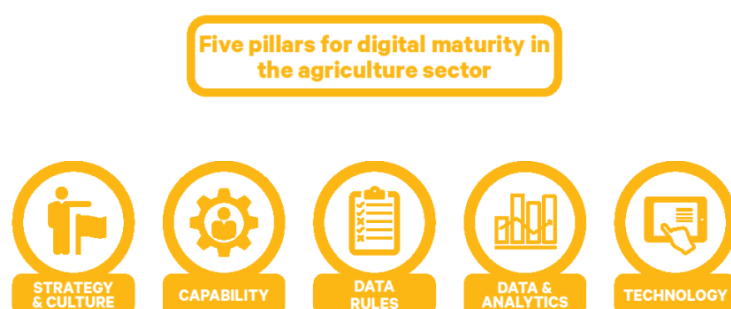 Five pillars for digital maturity in
the agriculture sector
STRATEGY
& CULTURE
CAPABILITY
DATA
RULES
DATA &
ANALYTICS
TECHNOLOGY